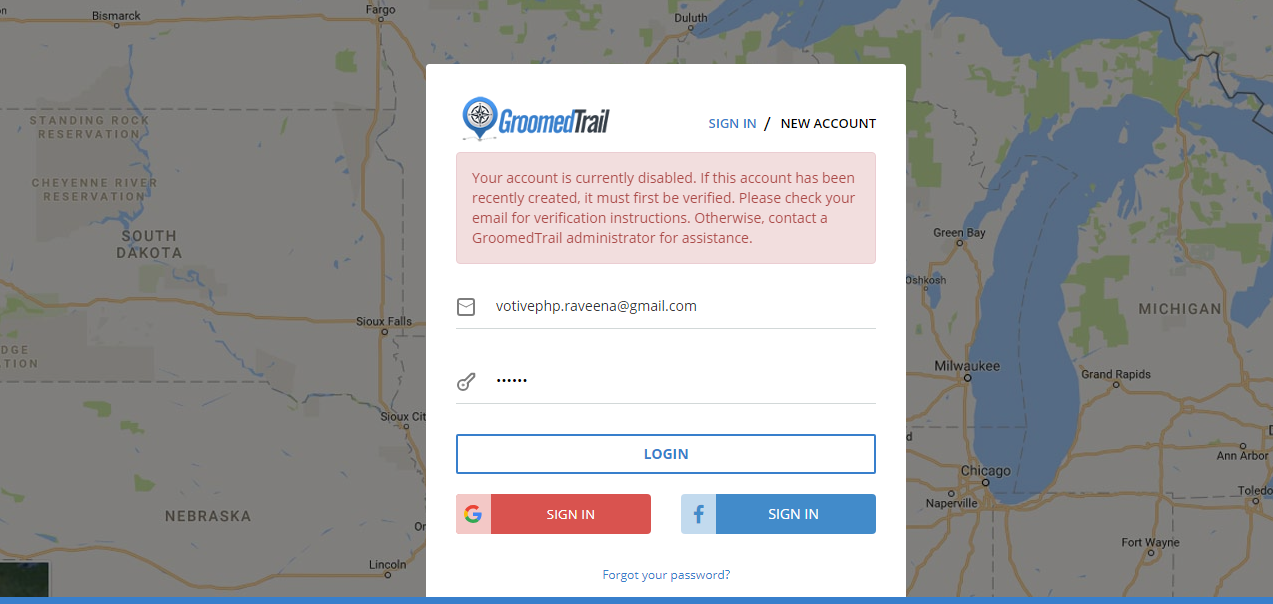 Bismarck
Fargo
Duluth
STANDING ROCK
RESERVATION
CHEYENNE RIVER
RESERVATION
SOUTH
DAKOTA
Sioux Falls
Sioux Cit
NEBRASKA
Lincoln
GroomedTrail
SIGN IN / NEW ACCOUNT
Your account is currently disabled. If this account has been
recently created, it must first be verified. Please check your
email for verification instructions. Otherwise, contact a
GroomedTrail administrator for assistance.
votivephp.raveena@gmail.com
••••••
LOGIN
SIGN IN
SIGN IN
Forgot your password?
Green Bay
Oshkosh
MICHIGAN
Milwaukee
Grand Rapids
Ann Arbor
Chicago
Naperville
Toledo
Fort Wayne